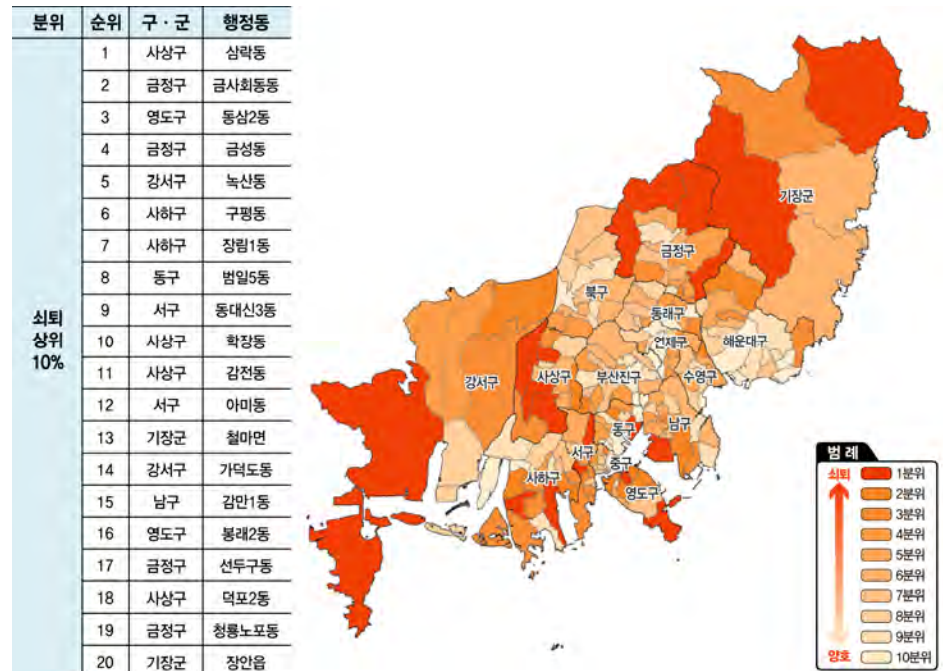 분위 순위 구·군 행정동
쇠퇴 상위 10%
1 사상구 삼락동
2 금정구 금사회동동
3 영도구 동삼2동
4 금정구 금성동
5 강서구 녹산동
6 사하구 구평동
7 사하구 장림1동
8 동구 범일5동
9 서구 동대신3동
10 사상구 학장동
11 사상구 감전동
12 서구 아미동
13 기장군 철마면
14 강서구 가덕도동
15 남구 감만1동
16 영도구 봉래2동
17 금정구 선두구동
18 사상구 덕포2동
19 금정구 청룡노포동
20 기장군 장안읍
기장군
금정구
북구
동래구
연제구
해운대구
강서구
사상구
부산진구
수영구
동구
남구
서구
중구
사하구
영도구
범례
쇠퇴
1분위
2분위
3분위
4분위
5분위
6분위
7분위
8분위
9분위
양호
10분위